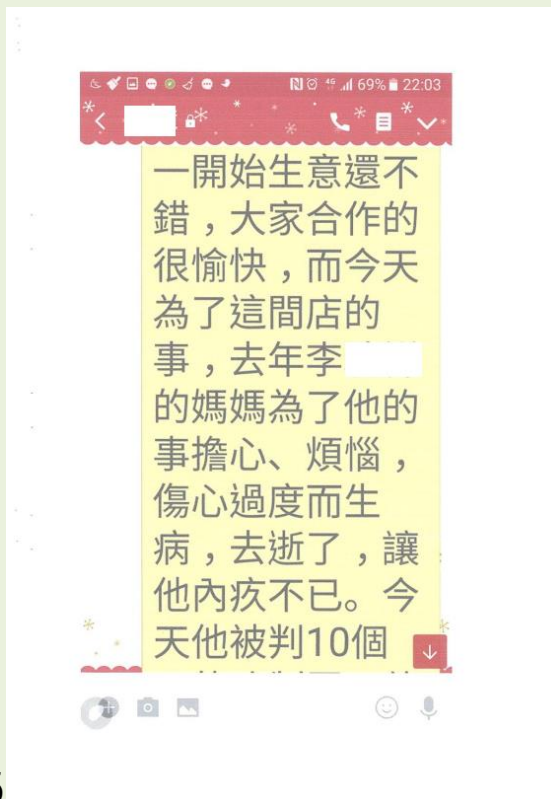 69% 22:03
一開始生意還不
錯，大家合作的
很愉快，而今天
為了這間店的
事，去年李
的媽媽為了他的
事擔心、煩惱，
傷心過度而生
病，去逝了，讓
他內疚不已。今
天他被判10個